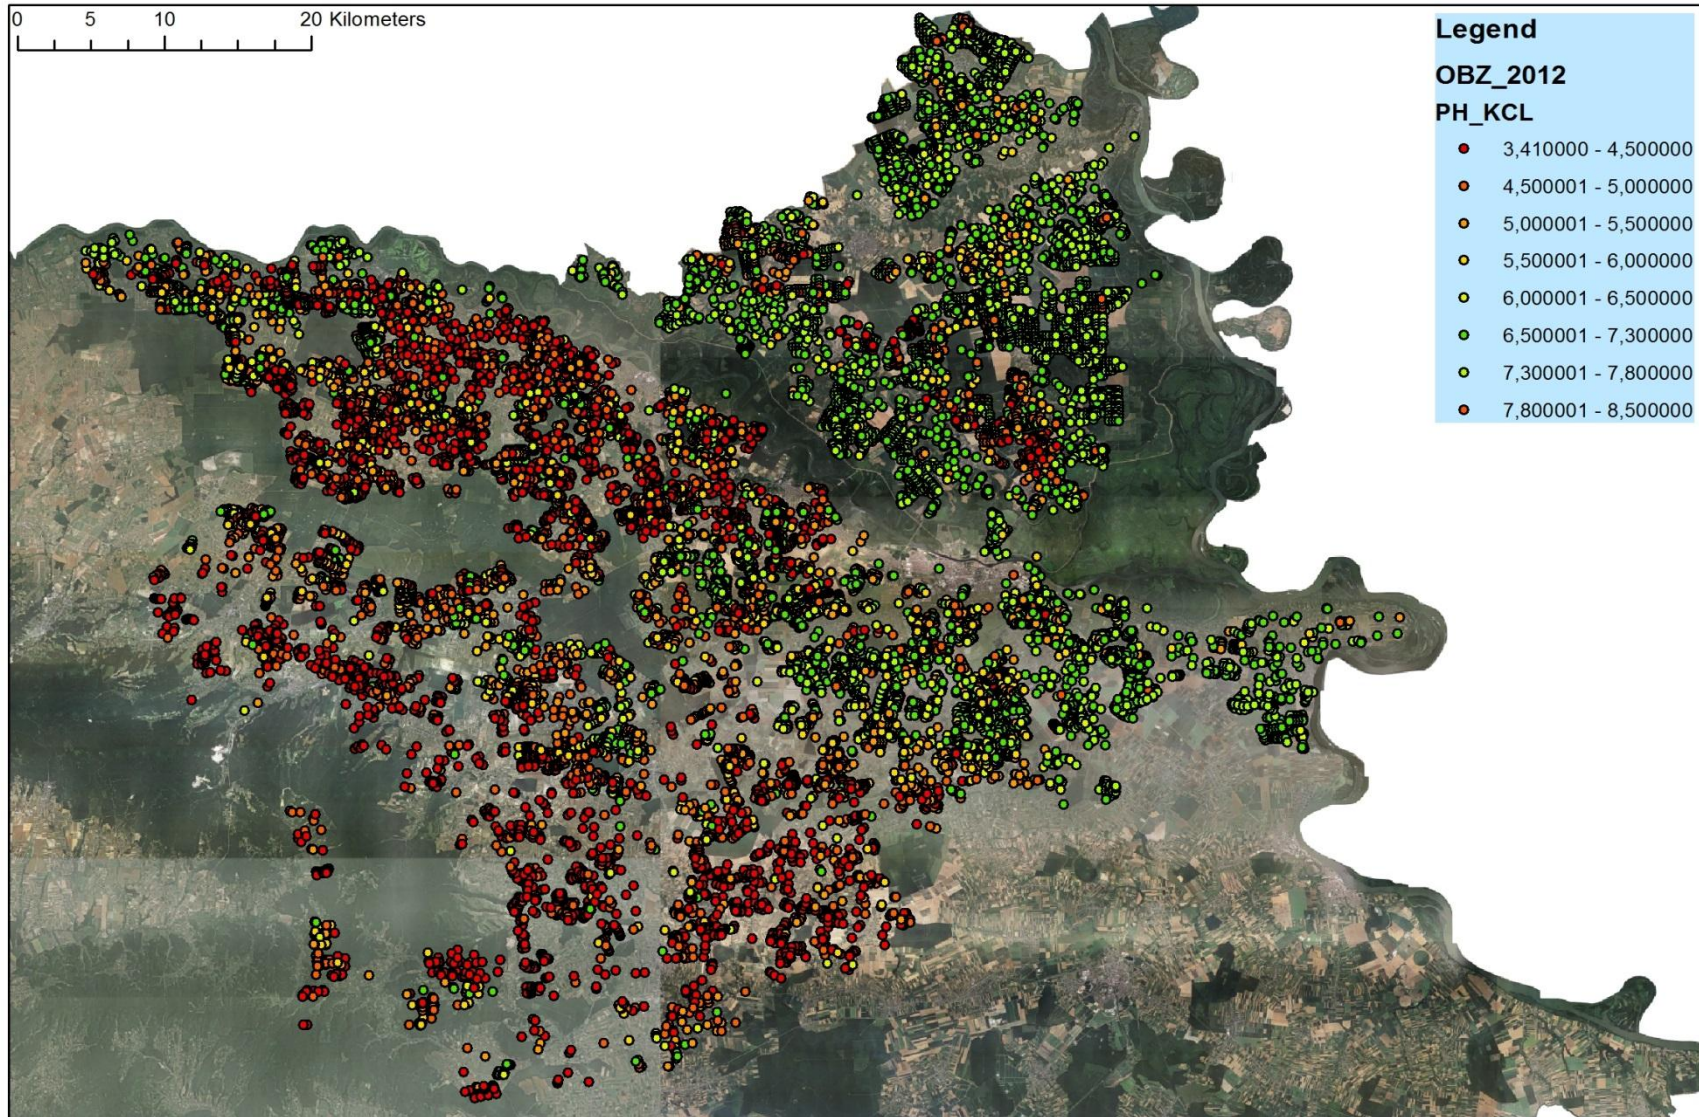 0 5 10 20 Kilometers
Legend
OBZ_2012
PH_KCL
3,410000 - 4,500000
4,500001 - 5,000000
5,000001 - 5,500000
5,500001 - 6,000000
6,000001 - 6,500000
6,500001 - 7,300000
7,300001 - 7,800000
7,800001 - 8,500000